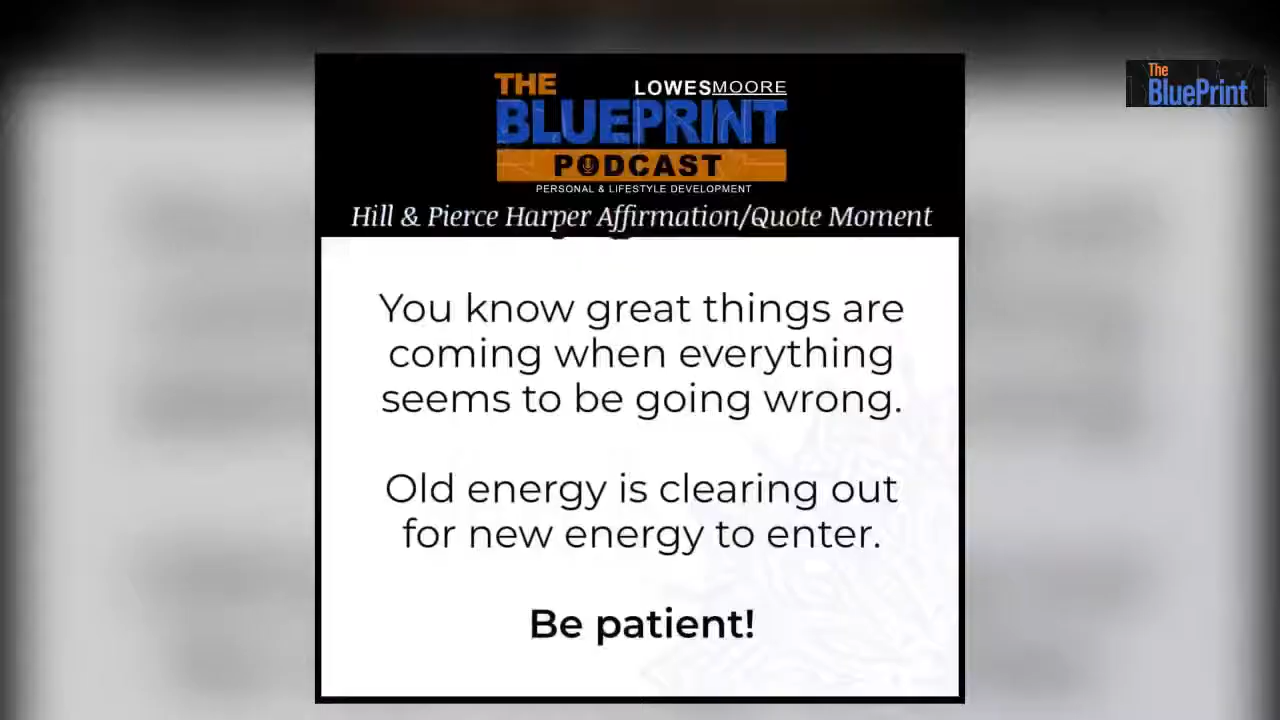 THE LOWESMOORE
BLUEPRINT
PODCAST
PERSONAL & LIFESTYLE DEVELOPMENT
Hill & Pierce Harper Affirmation/Quote Moment
The
BluePrint
You know great things are
coming when everything
seems to be going wrong.
Old energy is clearing out
for new energy to enter.
Be patient!